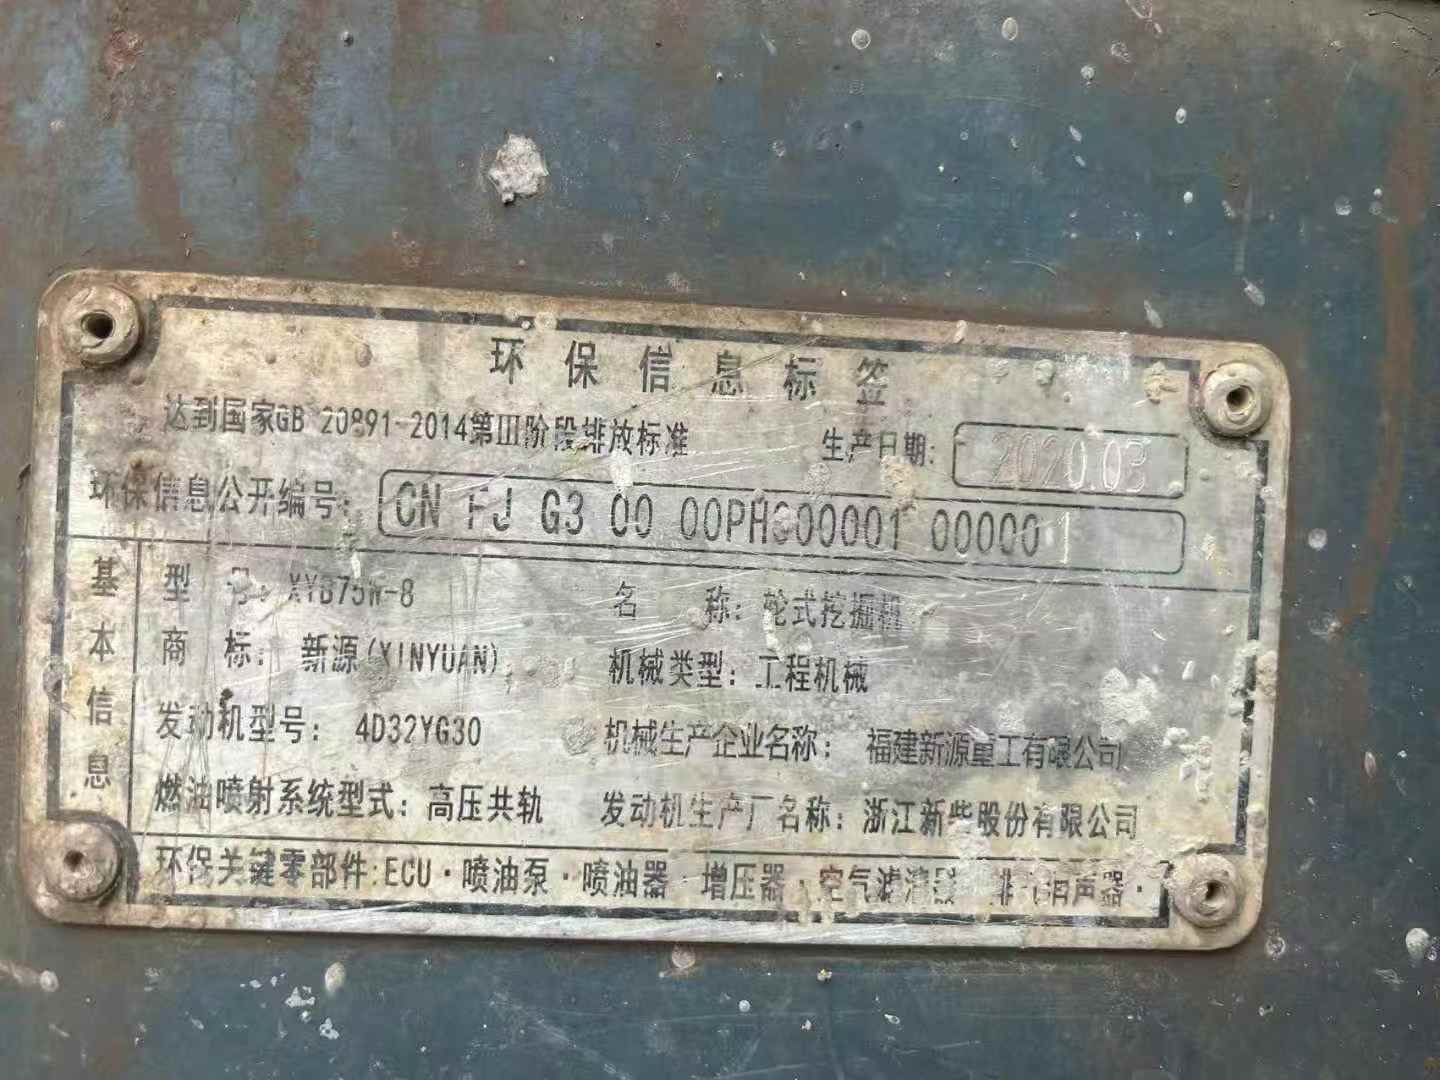 环保信息标签
达到国家GB 20891-2014第III阶段排放标准 生产日期: 2020.03
环保信息公开编号: CN FJ G3 00 00PH000001 000001
基本信息
型 号: XYB75W-8 名 称: 轮式挖掘机
商 标: 新源(XINYUAN) 机械类型: 工程机械
发动机型号: 4D32YG30 机械生产企业名称: 福建新源重工有限公司
燃油喷射系统型式: 高压共轨 发动机生产厂名称: 浙江新柴股份有限公司
环保关键零部件:ECU·喷油泵·喷油器·增压器·空气滤清器·排气消声器·